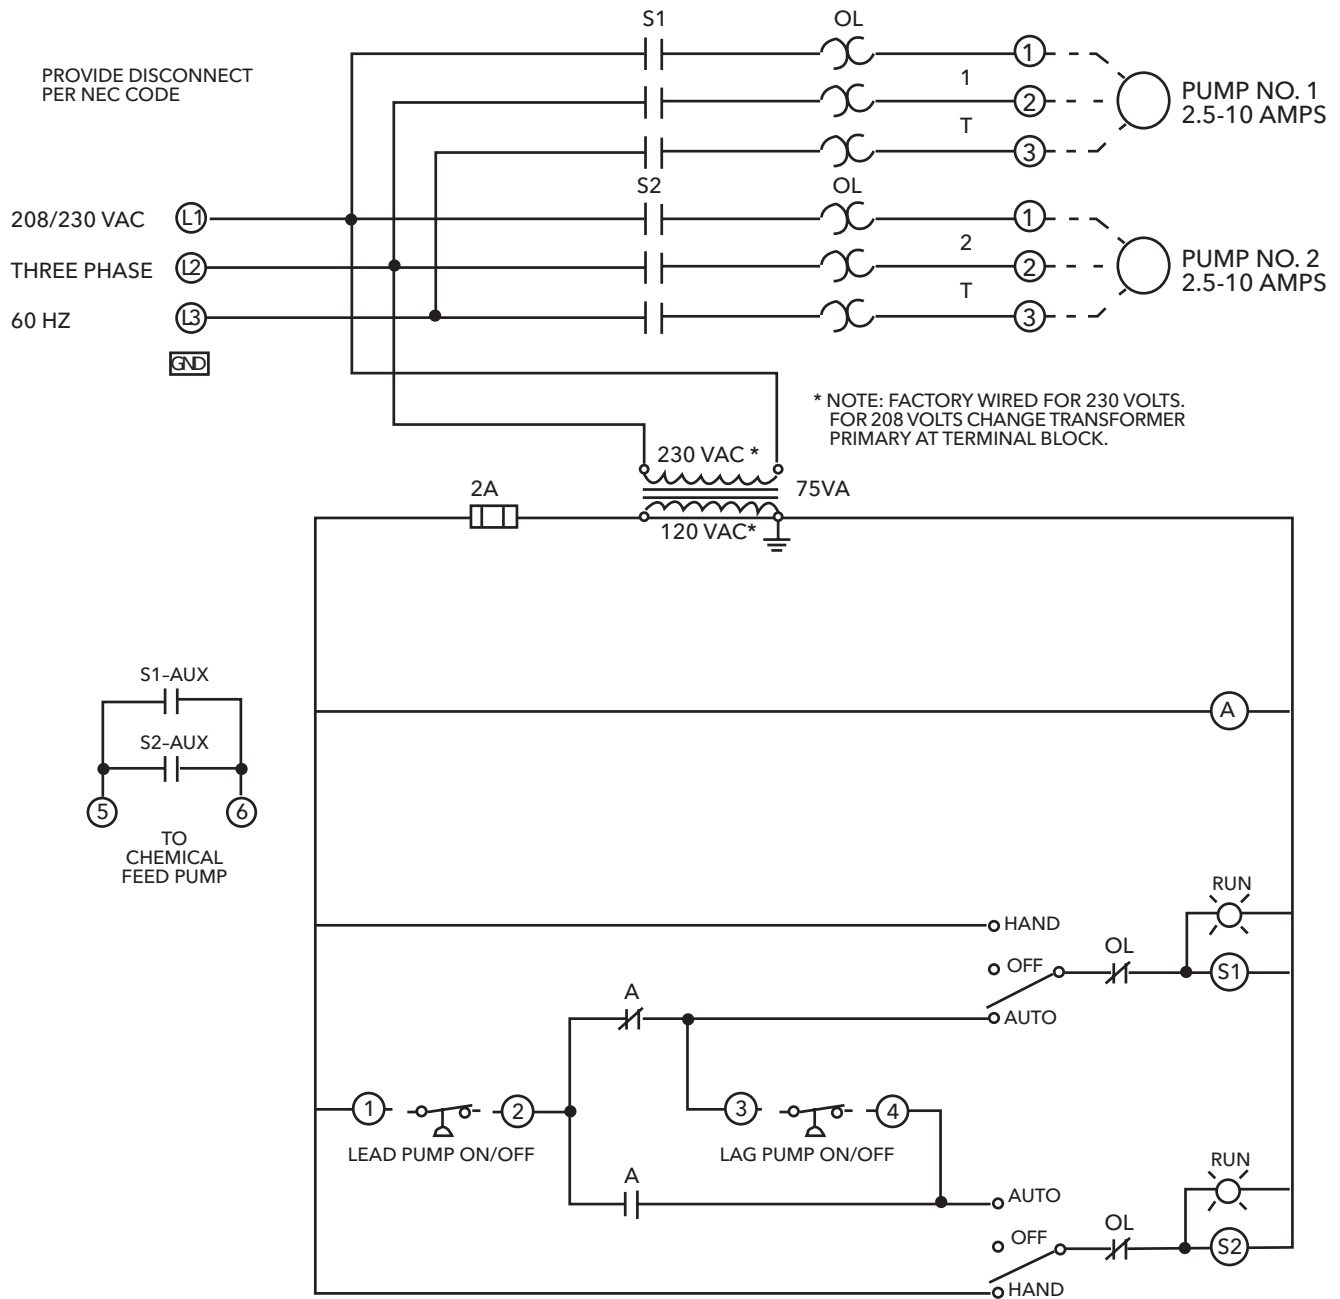 S1
OL
PROVIDE DISCONNECT
PER NEC CODE
1
1
2
T
3
PUMP NO. 1
2.5-10 AMPS
S2
OL
208/230 VAC
L1
1
2
THREE PHASE
L2
2
T
PUMP NO. 2
2.5-10 AMPS
60 HZ
L3
3
GND
* NOTE: FACTORY WIRED FOR 230 VOLTS.
FOR 208 VOLTS CHANGE TRANSFORMER
PRIMARY AT TERMINAL BLOCK.
230 VAC *
2A
75VA
120 VAC*
S1–AUX
A
S2–AUX
5
6
TO
CHEMICAL
FEED PUMP
RUN
HAND
OL
OFF
S1
A
AUTO
1
2
3
4
LEAD PUMP ON/OFF
LAG PUMP ON/OFF
A
RUN
AUTO
OL
OFF
S2
HAND